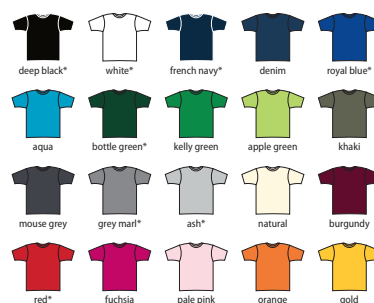 deep black* white* french navy* denim royal blue*
aqua bottle green* kelly green apple green khaki
mouse grey grey marl* ash* natural burgundy
red* fuchsia pale pink orange gold